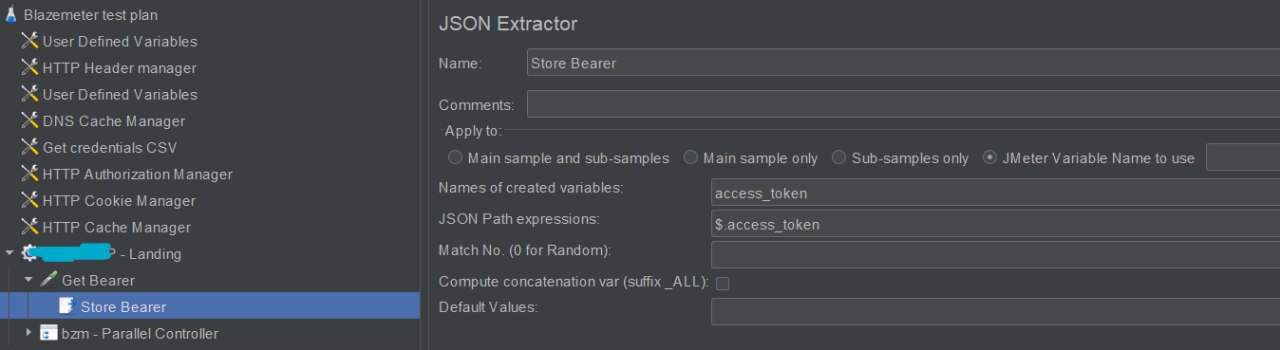 Blazemeter test plan
User Defined Variables
HTTP Header manager
User Defined Variables
DNS Cache Manager
Get credentials CSV
HTTP Authorization Manager
HTTP Cookie Manager
HTTP Cache Manager
- Landing
Get Bearer
Store Bearer
bzm - Parallel Controller
JSON Extractor
Name: Store Bearer
Comments:
Apply to:
Main sample and sub-samples Main sample only Sub-samples only JMeter Variable Name to use
Names of created variables: access_token
JSON Path expressions: $.access_token
Match No. (0 for Random):
Compute concatenation var (suffix _ALL):
Default Values: